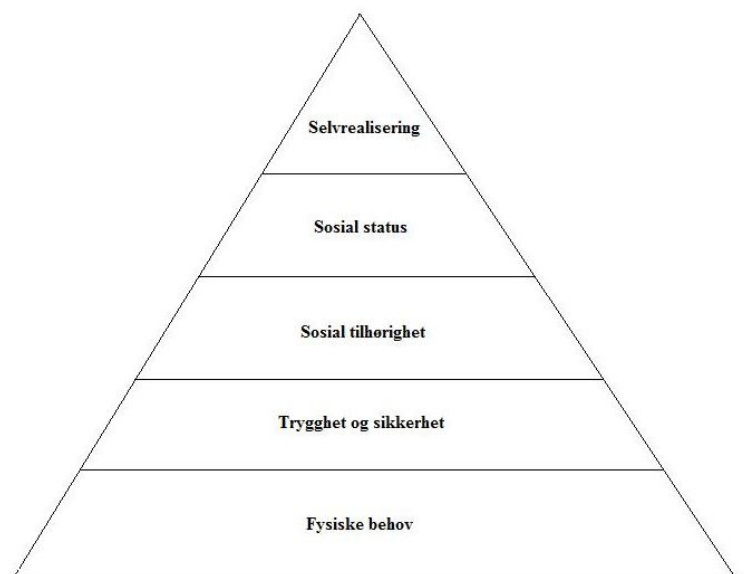 Selvrealisering
Sosial status
Sosial tilhørighet
Trygghet og sikkerhet
Fysiske behov